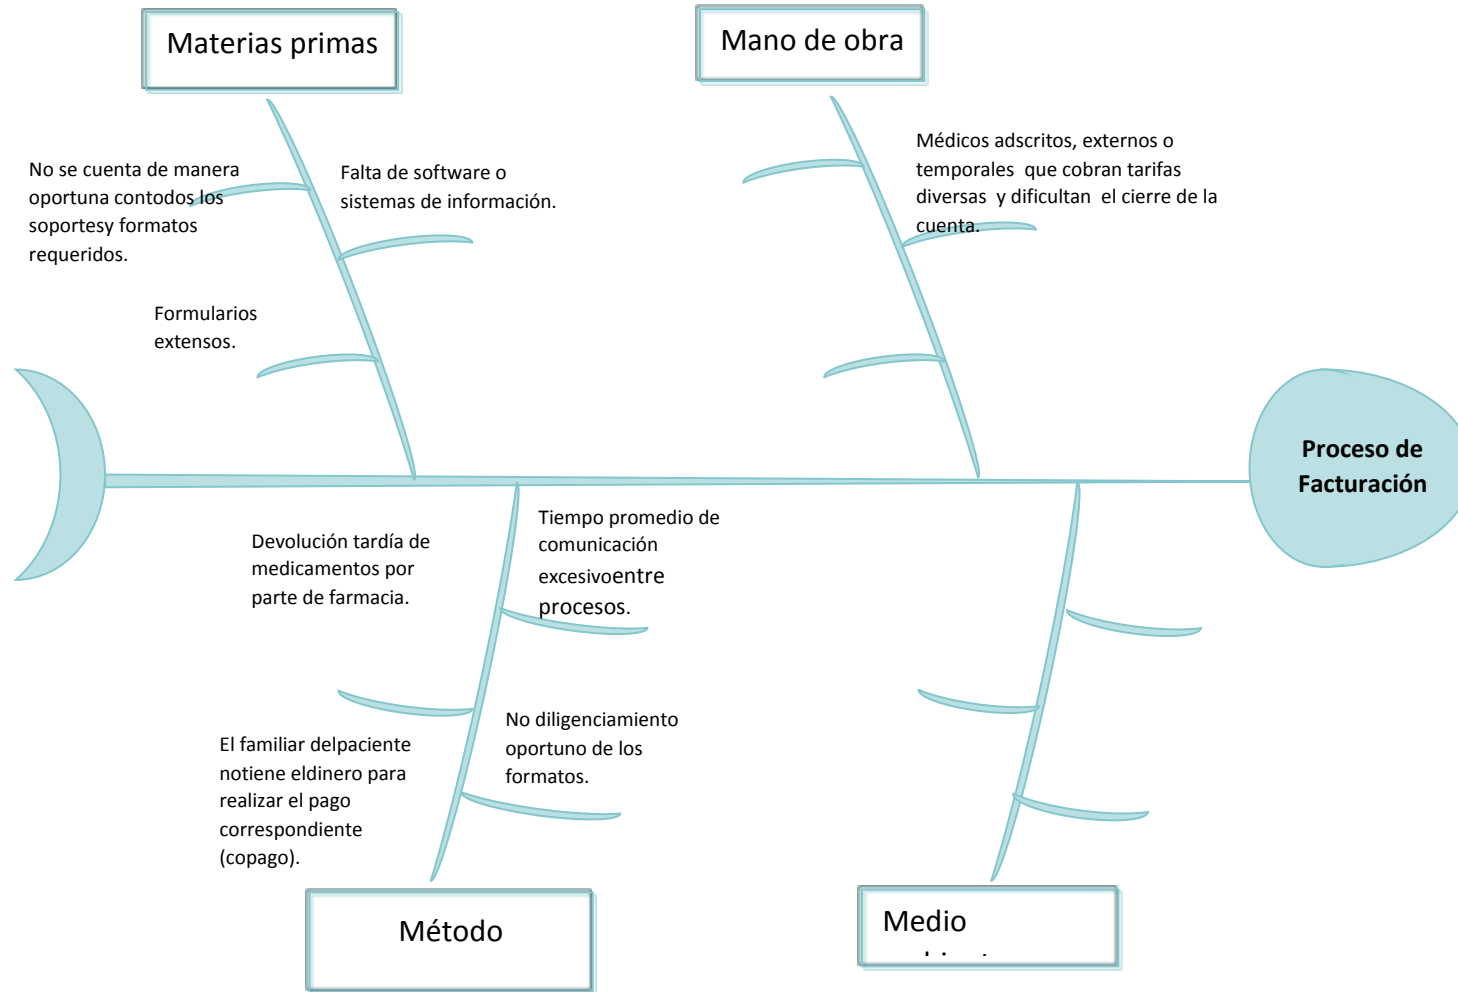 Materias primas
Mano de obra
No se cuenta de manera
oportuna contodos los
soportesy formatos
requeridos.
Falta de software o
sistemas de información.
Formularios
extensos.
Médicos adscritos, externos o
temporales que cobran tarifas
diversas y dificultan el cierre de la
cuenta.
Proceso de
Facturación
Devolución tardía de
medicamentos por
parte de farmacia.
Tiempo promedio de
comunicación
excesivoentre
procesos.
El familiar delpaciente
notiene eldinero para
realizar el pago
correspondiente
(copago).
No diligenciamiento
oportuno de los
formatos.
Método
Medio